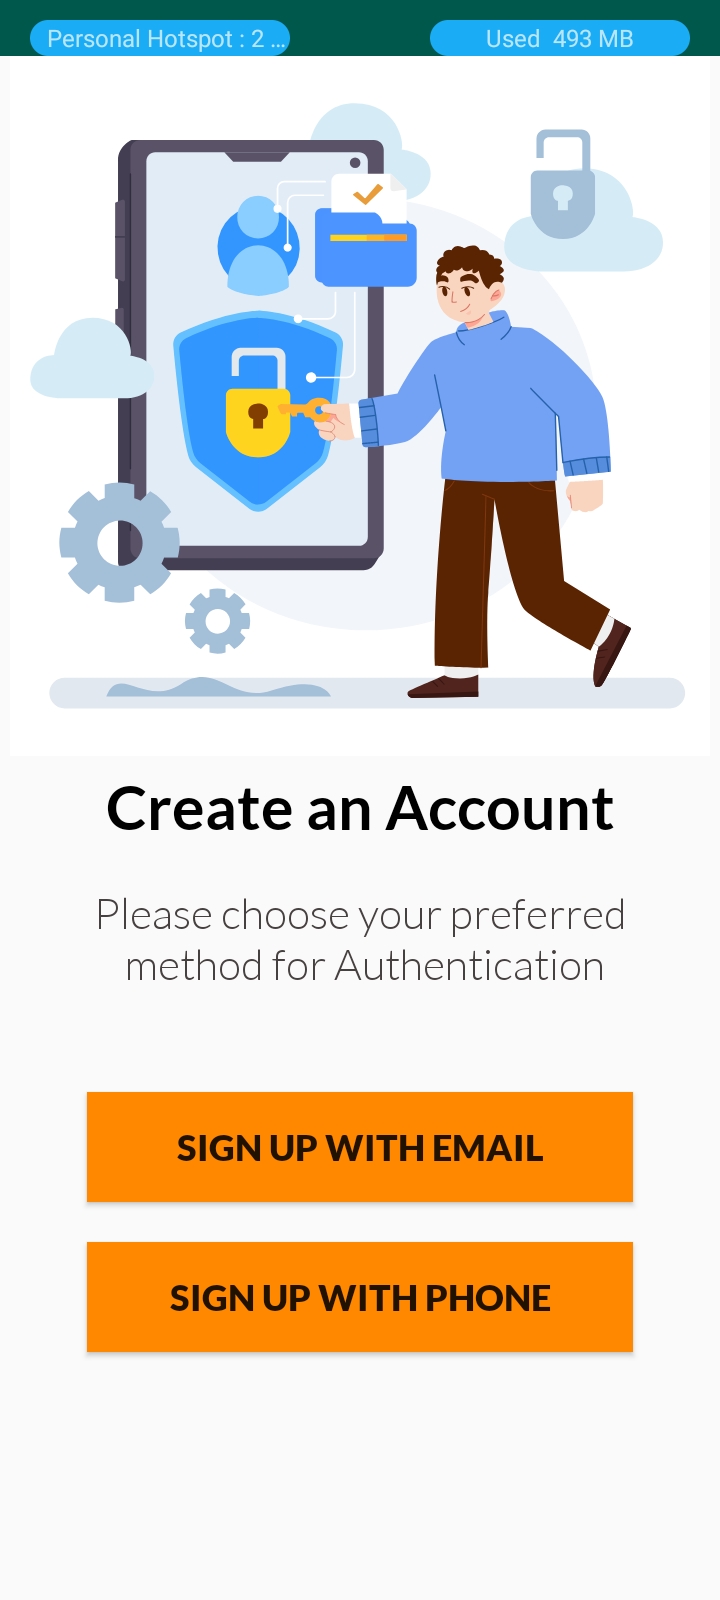 Personal Hotspot : 2 ...
Used 493 MB
Create an Account
Please choose your preferred
method for Authentication
SIGN UP WITH EMAIL
SIGN UP WITH PHONE